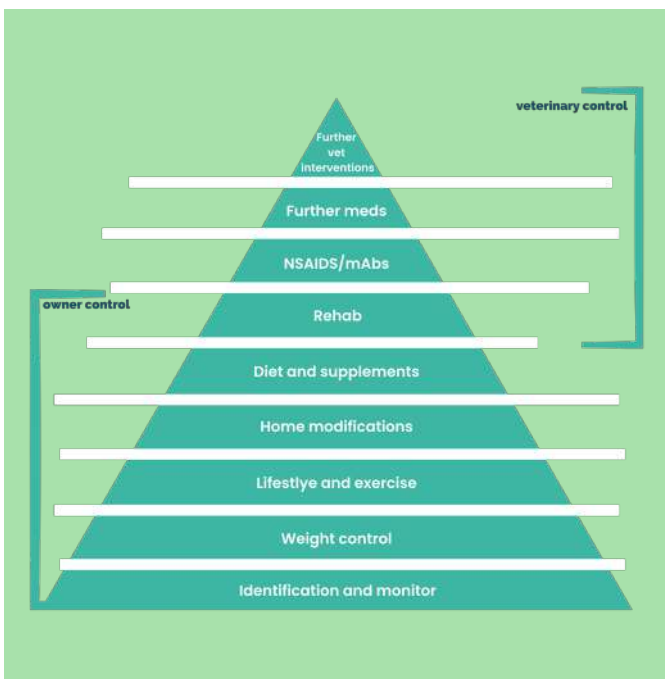 veterinary control
Further
vet
interventions
Further meds
NSAIDS/mAbs
owner control
Rehab
Diet and supplements
Home modifications
Lifestlye and exercise
Weight control
Identification and monitor